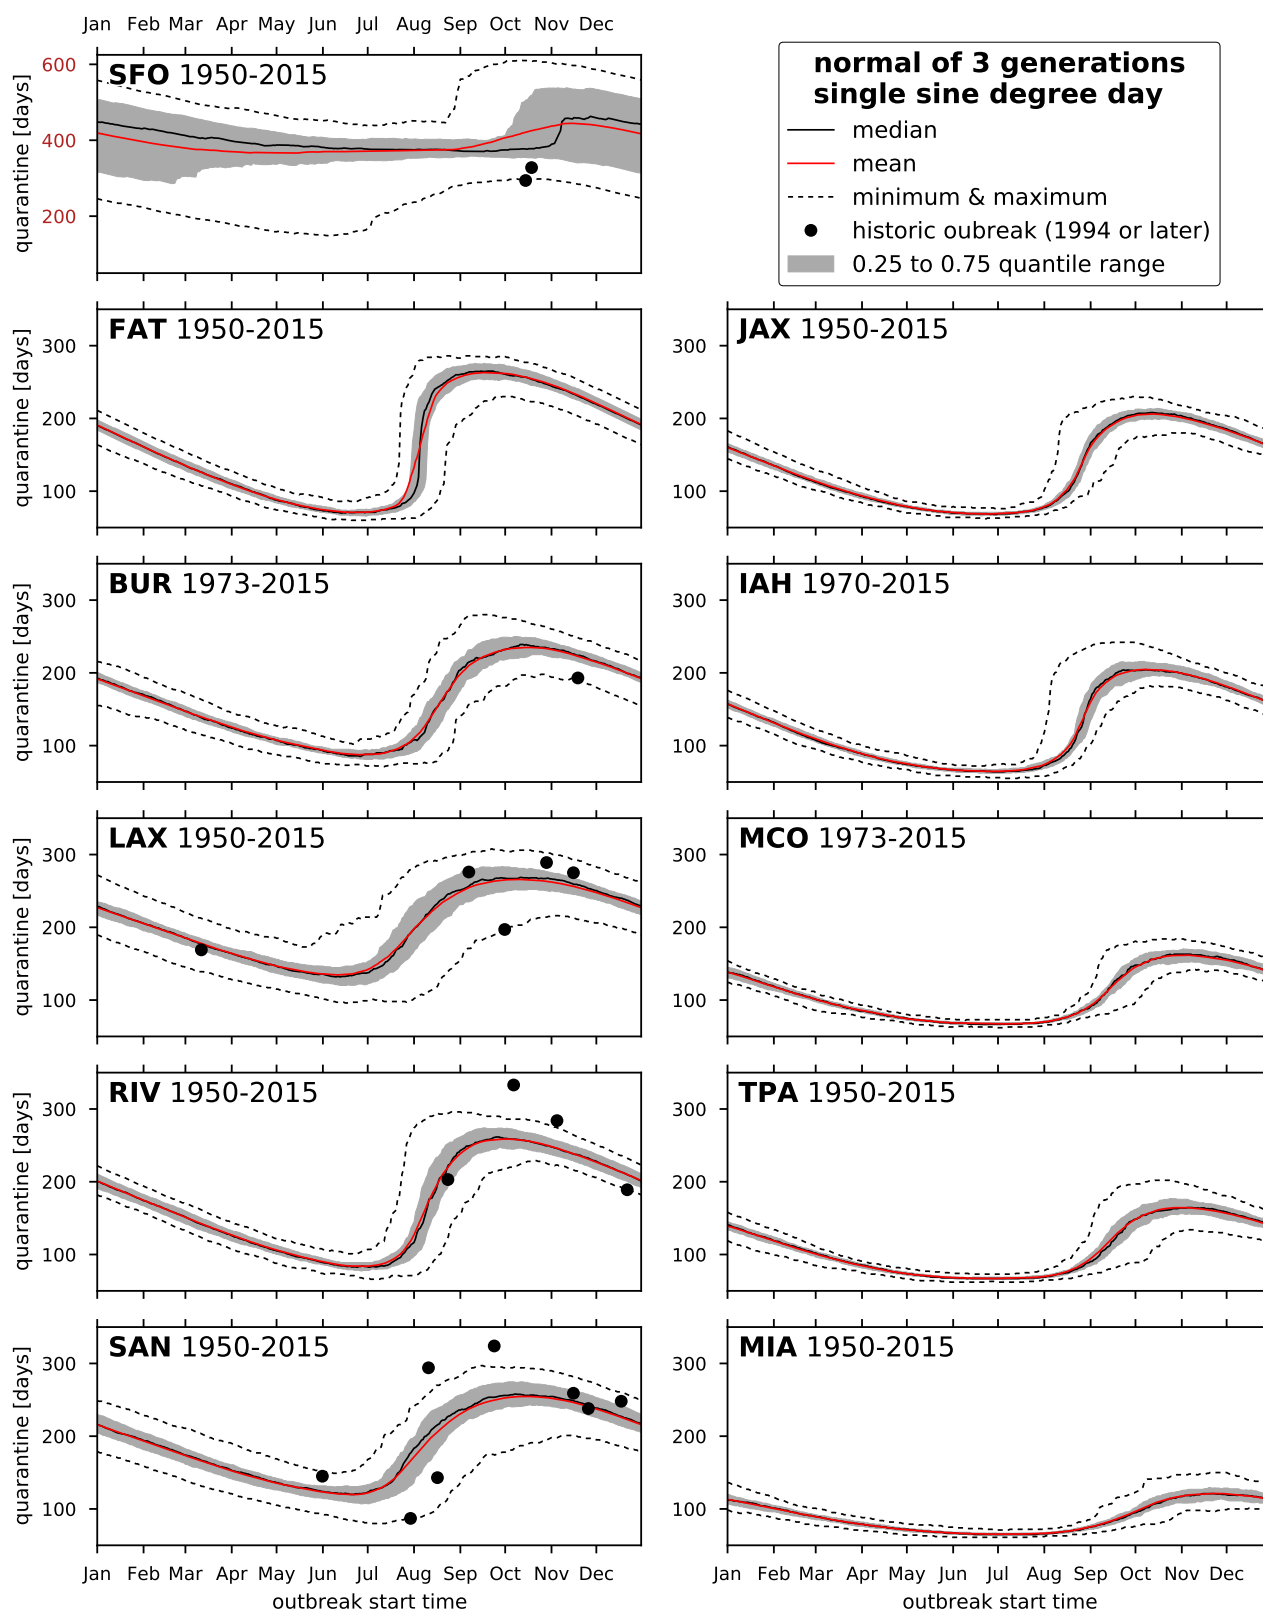 Jan Feb Mar Apr May Jun Jul Aug Sep Oct Nov Dec
quarantine [days]
600
400
200
SFO 1950-2015
normal of 3 generations
single sine degree day
median
mean
minimum & maximum
historic oubreak (1994 or later)
0.25 to 0.75 quantile range
quarantine [days]
300
200
100
FAT 1950-2015
300
200
100
JAX 1950-2015
quarantine [days]
300
200
100
BUR 1973-2015
300
200
100
IAH 1970-2015
quarantine [days]
300
200
100
LAX 1950-2015
300
200
100
MCO 1973-2015
quarantine [days]
300
200
100
RIV 1950-2015
300
200
100
TPA 1950-2015
quarantine [days]
300
200
100
SAN 1950-2015
300
200
100
MIA 1950-2015
Jan Feb Mar Apr May Jun Jul Aug Sep Oct Nov Dec
outbreak start time
Jan Feb Mar Apr May Jun Jul Aug Sep Oct Nov Dec
outbreak start time